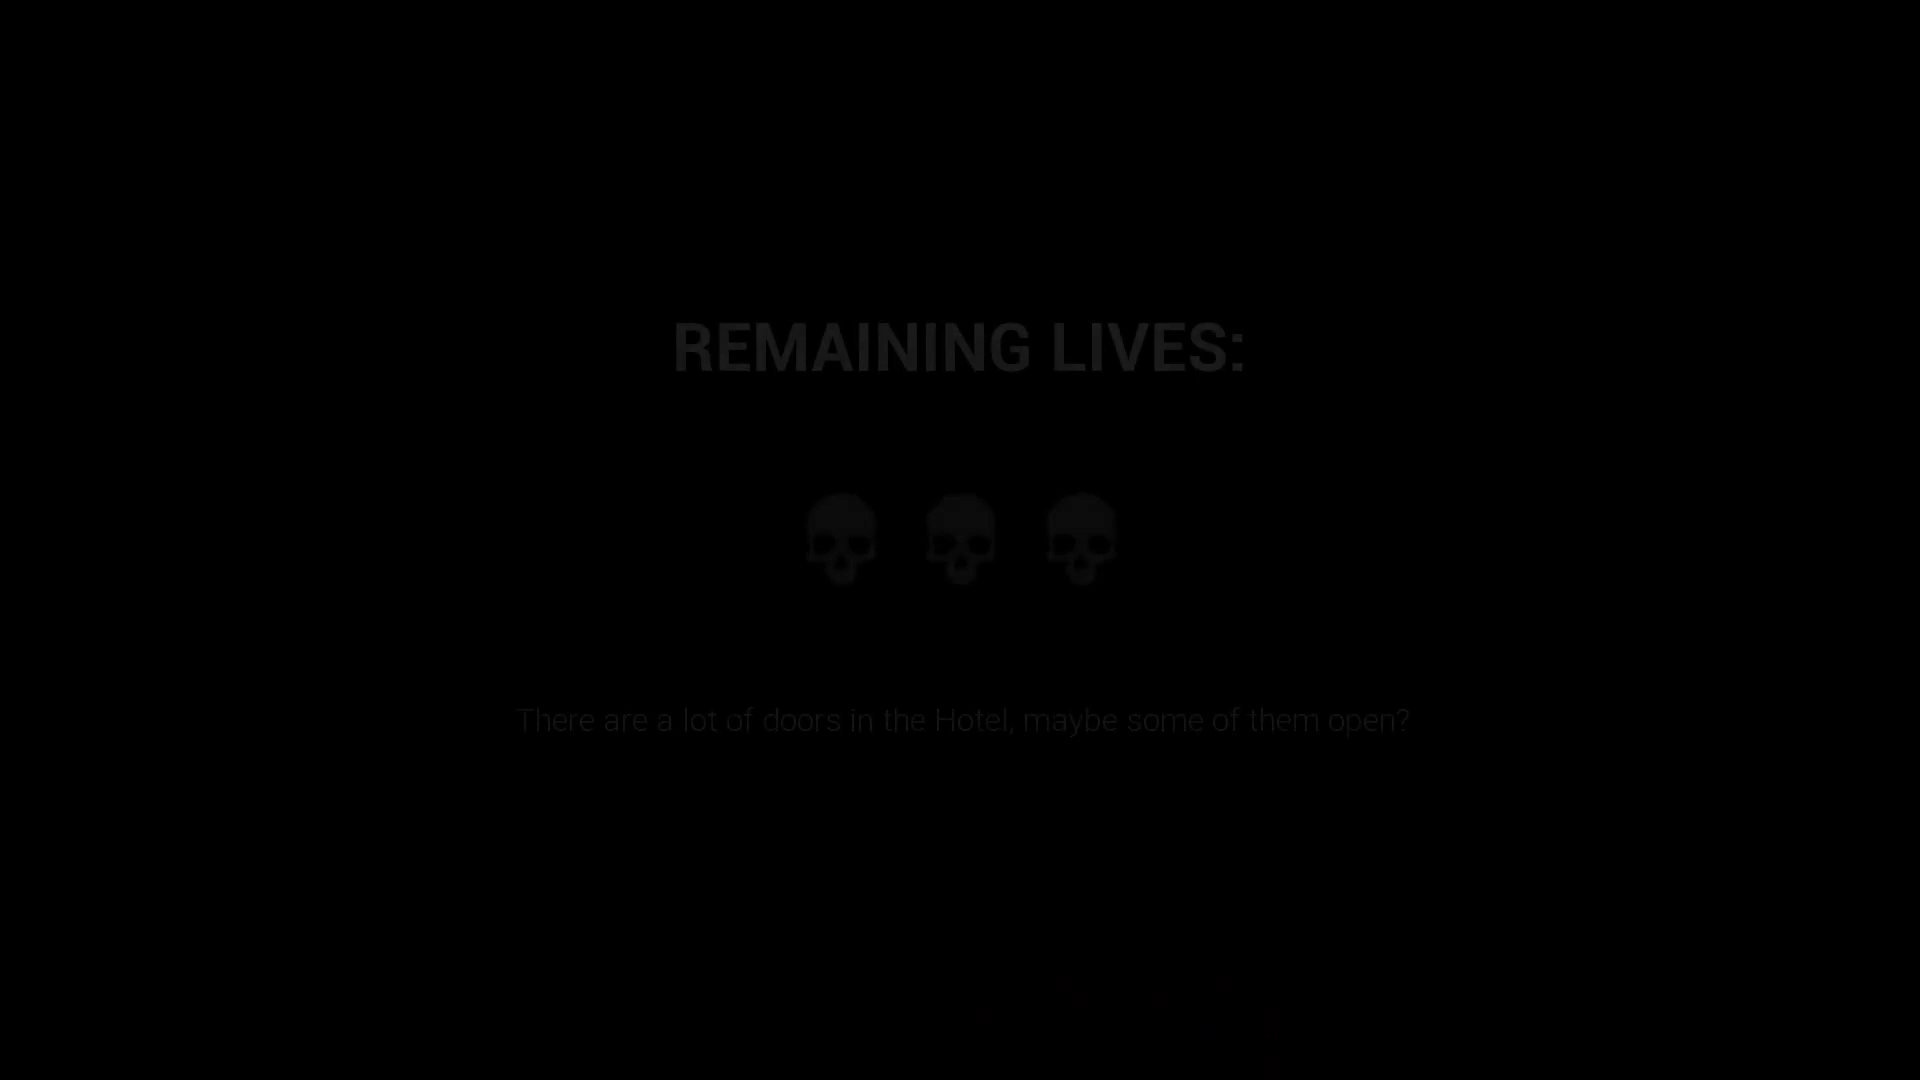 REMAINING LIVES:
There are a lot of doors in the Hotel, maybe some of them open?